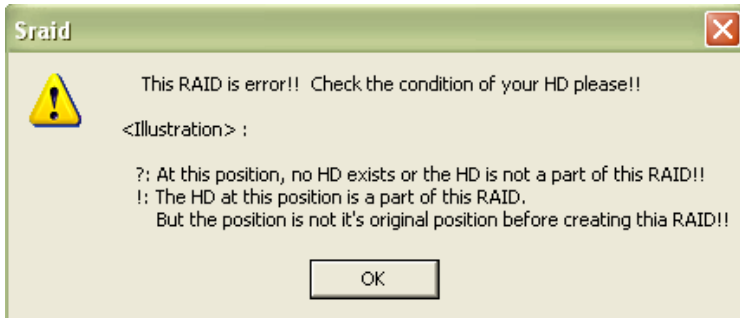 Sraid
This RAID is error!! Check the condition of your HD please!!
<Illustration> :
?: At this position, no HD exists or the HD is not a part of this RAID!!
!: The HD at this position is a part of this RAID.
But the position is not it's original position before creating thia RAID!!
OK